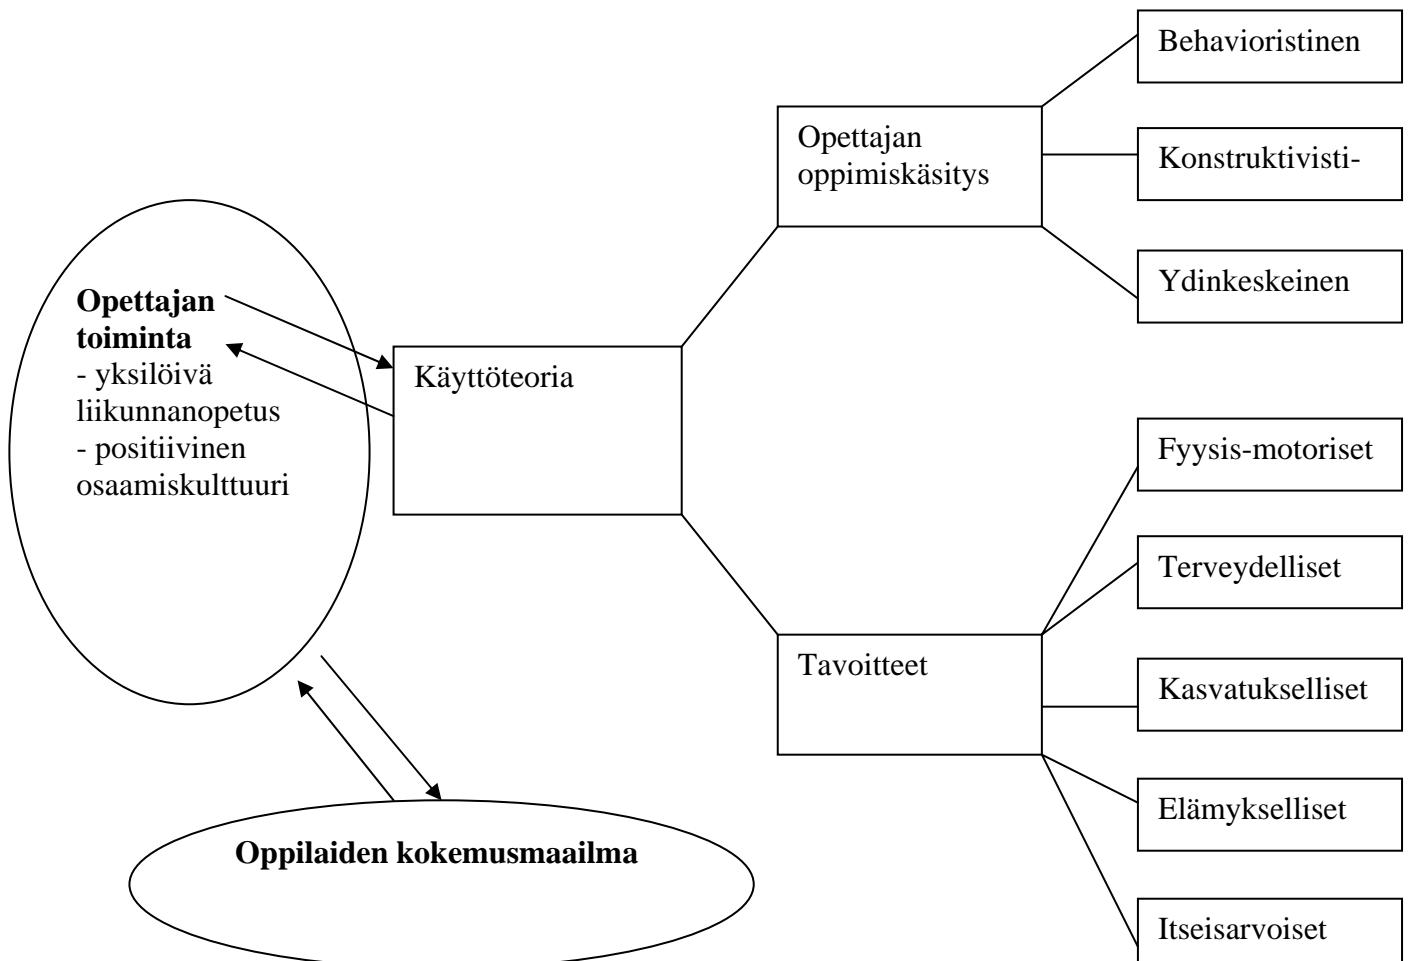 Behavioristinen
Opettajan
oppimiskäsitys
Konstruktivisti-
Ydinkeskeinen
Opettajan
toiminta
- yksilöivä
liikunnanopetus
- positiivinen
osaamiskulttuuri
Käyttöteoria
Fyysis-motoriset
Terveydelliset
Tavoitteet
Kasvatukselliset
Elämykselliset
Oppilaiden kokemusmaailma
Itseisarvoiset